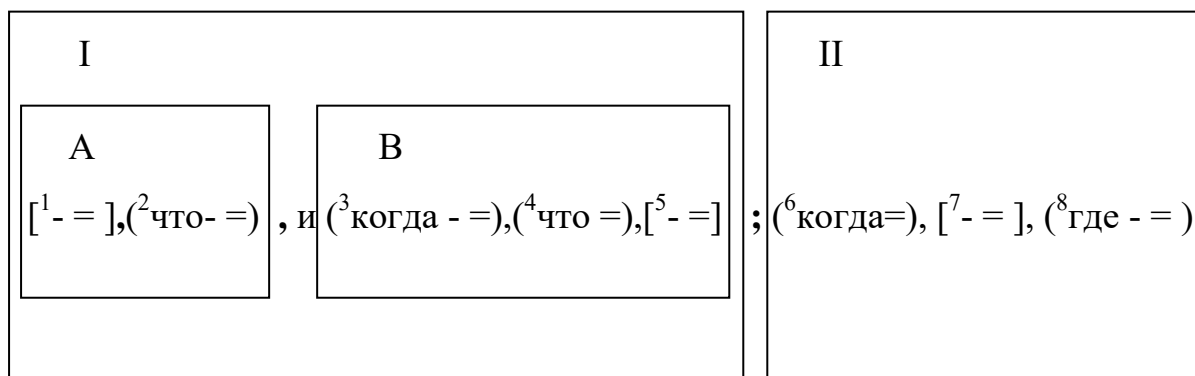 I II
А В
[¹- = ],(²что- =) , и (³когда - =),(⁴что =),[⁵- =] ; (⁶когда=), [⁷- = ], (⁸где - = )